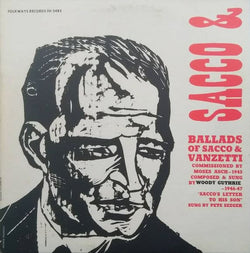 FOLKWAYS RECORDS FH 5485
SACCO &
BALLADS
OF SACCO &
VANZETTI
COMMISSIONED BY
MOSES ASCH-1945
COMPOSED & SUNG
BY WOODY GUTHRIE
-1946-47
'SACCO'S LETTER
TO HIS SON'
SUNG BY PETE SEEGER